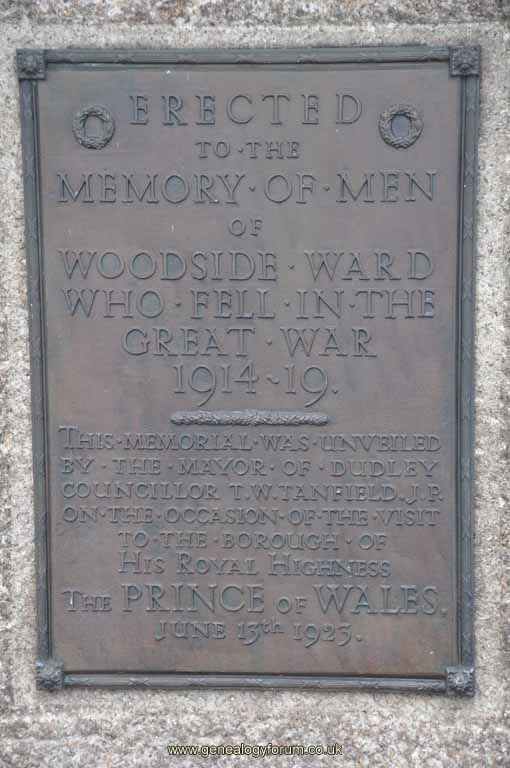 ERECTED
TO·THE
MEMORY·OF·MEN
OF
WOODSIDE·WARD
WHO·FELL·IN·THE
GREAT·WAR
1914~19.
THIS·MEMORIAL·WAS·UNVEILED
BY·THE·MAYOR·OF·DUDLEY
COUNCILLOR T.W.TANFIELD.J.P.
ON·THE·OCCASION·OF·THE·VISIT
TO·THE·BOROUGH·OF
HIS ROYAL HIGHNESS
THE PRINCE OF WALES.
JUNE 13th 1923.
www.genealogyforum.co.uk